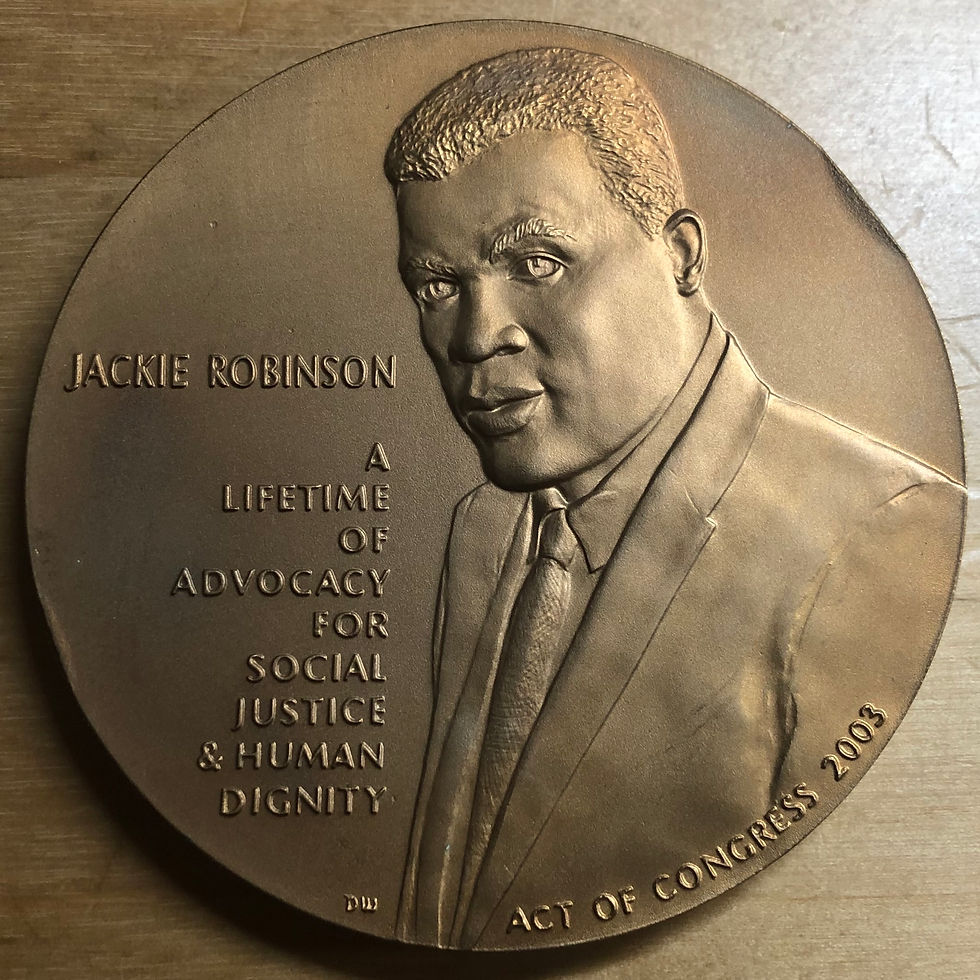 JACKIE ROBINSON
A
LIFETIME
OF
ADVOCACY
FOR
SOCIAL
JUSTICE
& HUMAN
DIGNITY
DW
ACT OF CONGRESS 2003